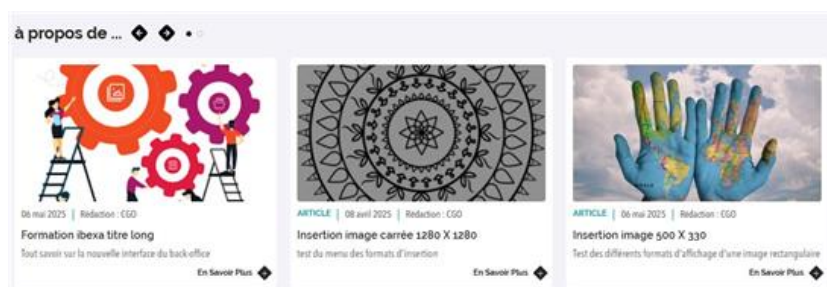 à propos de ...
06 mai 2025 | Rédaction : CGO
Formation ibexa titre long
Tout savoir sur la nouvelle interface du back-office
En Savoir Plus
ARTICLE | 08 avril 2025 | Rédaction : CGO
Insertion image carrée 1280 X 1280
test du menu des formats d'insertion
En Savoir Plus
ARTICLE | 06 mai 2025 | Rédaction : CGO
Insertion image 500 X 330
Test des différents formats d'affichage d'une image rectangulaire
En Savoir Plus